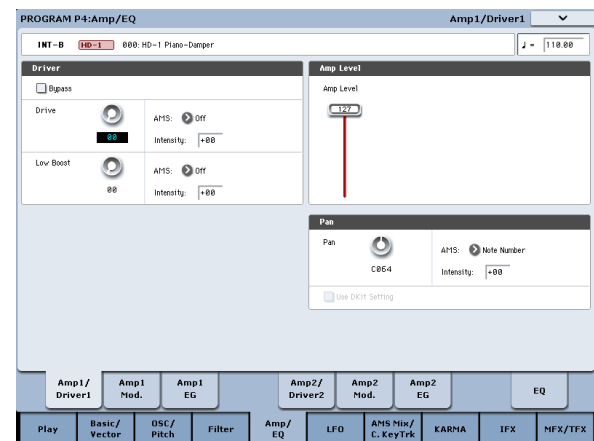 PROGRAM P4:Amp/EQ
Amp1/Driver1
INT-B HD-1 000: HD-1 Piano-Damper
♩ = 110.00
Driver
Bypass
Drive
00
AMS: Off
Intensity: +00
Low Boost
00
AMS: Off
Intensity: +00
Amp Level
Amp Level
127
Pan
Pan
C064
AMS: Note Number
Intensity: +00
Use DKit Setting
Amp1/
Driver1
Amp1
Mod.
Amp1
EG
Amp2/
Driver2
Amp2
Mod.
Amp2
EG
EQ
Play
Basic/
Vector
OSC/
Pitch
Filter
Amp/
EQ
LFO
AMS Mix/
C. KeyTrk
KARMA
IFX
MFX/TFX